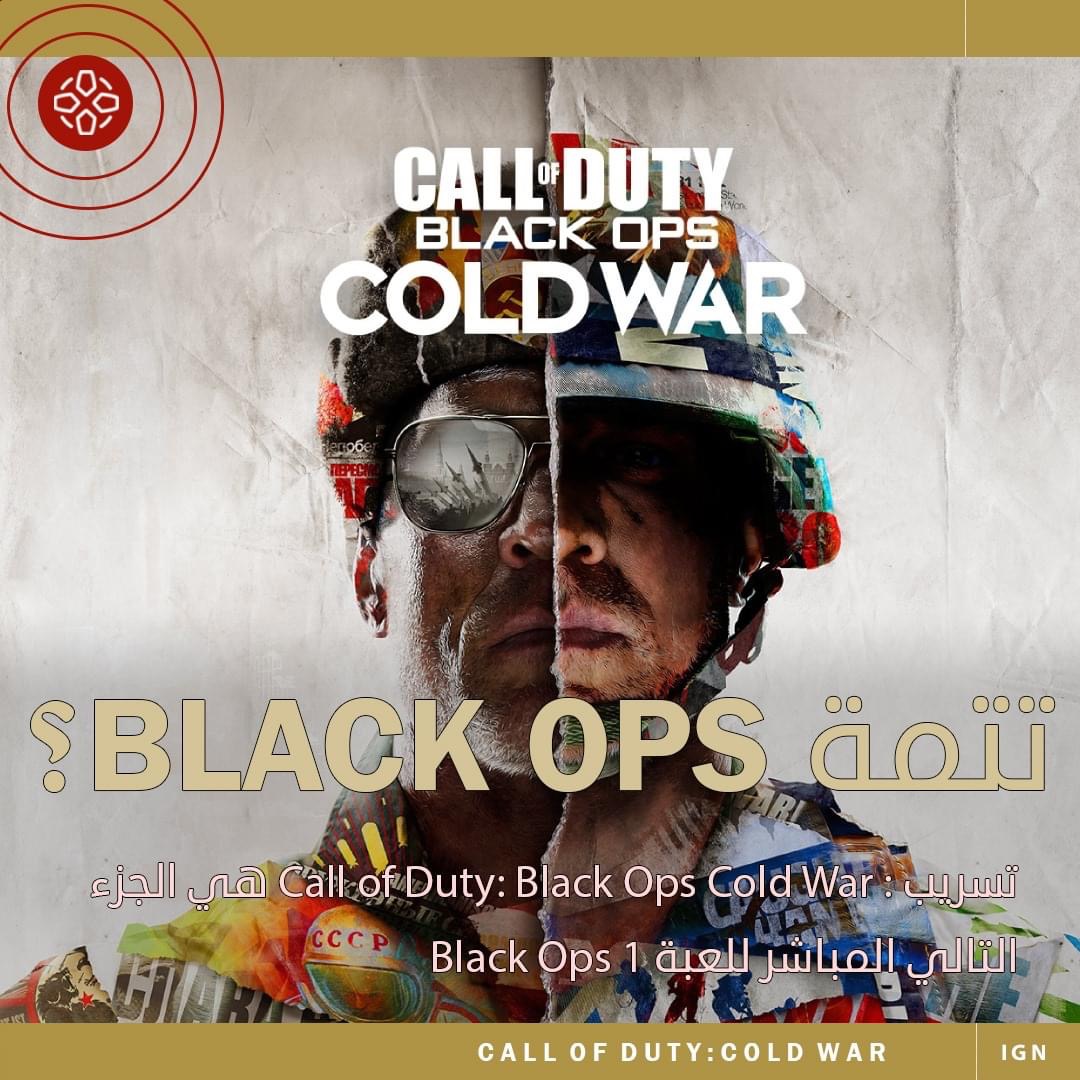 CALL OF DUTY
BLACK OPS
COLD WAR
تتمة BLACK OPS؟
تسريب : Call of Duty: Black Ops Cold War هي الجزء
التالي المباشر للعبة Black Ops 1
CCCP
CALL OF DUTY:COLD WAR
IGN